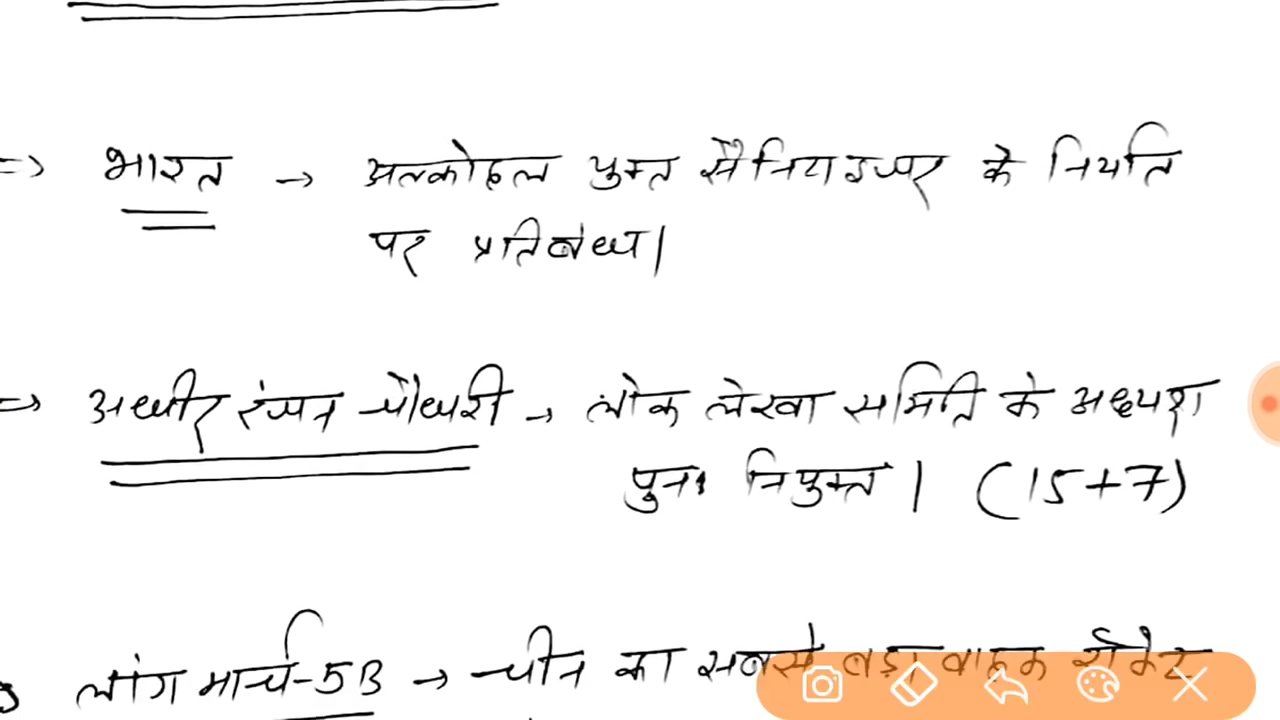 => भारत -> अल्कोहल युक्त सैनिटाइजर के निर्यात
पर प्रतिबंध।
=> अधीर रंजन चौधरी -> लोक लेखा समिति के अध्यक्ष
पुनः नियुक्त। (15+7)
लांग मार्च-5B -> चीन का सबसे बड़ा वाहक रॉकेट